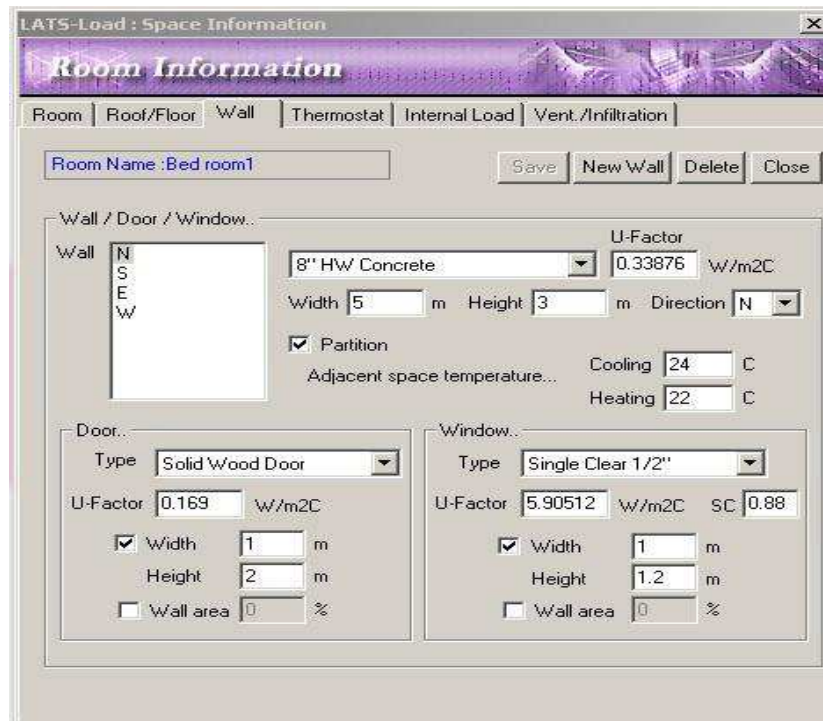 LATS-Load : Space Information
Room Information
Room Roof/Floor Wall Thermostat Internal Load Vent./Infiltration
Room Name :Bed room1 Save New Wall Delete Close
Wall / Door / Window..
Wall N S E W
8" HW Concrete
U-Factor
0.33876 W/m2C
Width 5 m Height 3 m Direction N
Partition
Adjacent space temperature...
Cooling 24 C
Heating 22 C
Door..
Type Solid Wood Door
U-Factor 0.169 W/m2C
Width 1 m
Height 2 m
Wall area 0 %
Window..
Type Single Clear 1/2"
U-Factor 5.90512 W/m2C SC 0.88
Width 1 m
Height 1.2 m
Wall area 0 %